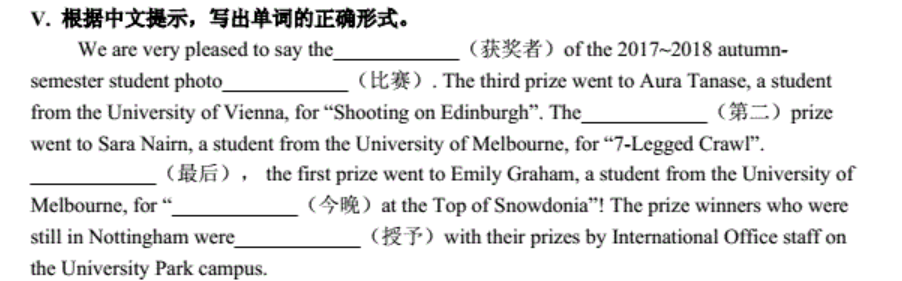 V. 根据中文提示，写出单词的正确形式。
We are very pleased to say the____________（获奖者）of the 2017~2018 autumn-
semester student photo____________（比赛）. The third prize went to Aura Tanase, a student
from the University of Vienna, for “Shooting on Edinburgh”. The____________（第二）prize
went to Sara Nairn, a student from the University of Melbourne, for “7-Legged Crawl”.
____________（最后）， the first prize went to Emily Graham, a student from the University of
Melbourne, for “____________（今晚）at the Top of Snowdonia”! The prize winners who were
still in Nottingham were____________（授予）with their prizes by International Office staff on
the University Park campus.